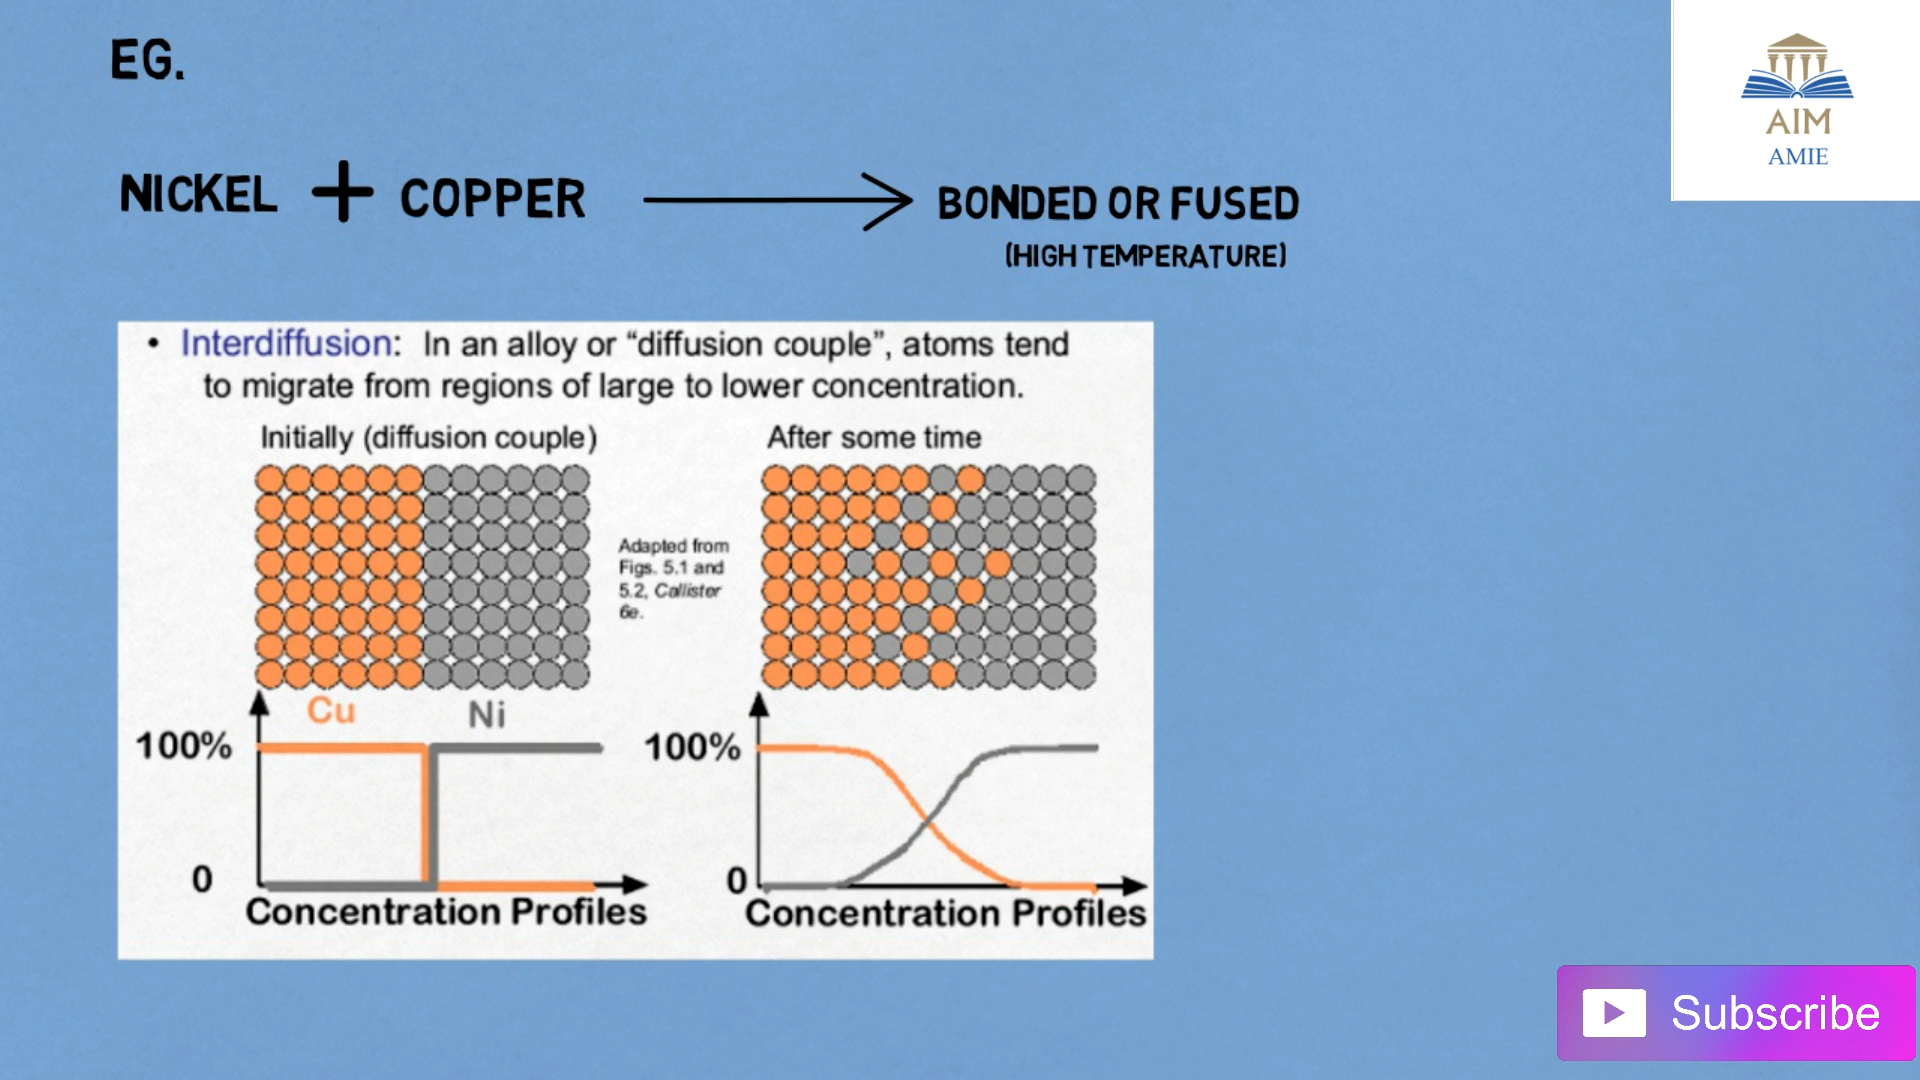 EG.
NICKEL + COPPER → BONDED OR FUSED
(HIGH TEMPERATURE)
• Interdiffusion: In an alloy or “diffusion couple”, atoms tend
to migrate from regions of large to lower concentration.
Initially (diffusion couple)
After some time
Adapted from
Figs. 5.1 and
5.2, Callister
6e.
Cu
Ni
100%
0
Concentration Profiles
100%
0
Concentration Profiles
AIM
AMIE
Subscribe